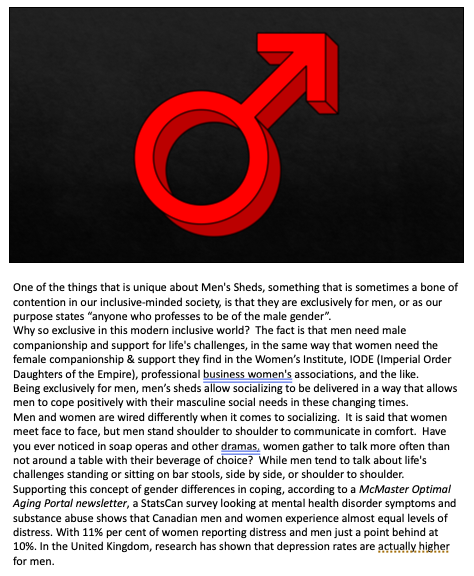 One of the things that is unique about Men's Sheds, something that is sometimes a bone of
contention in our inclusive-minded society, is that they are exclusively for men, or as our
purpose states “anyone who professes to be of the male gender”.
Why so exclusive in this modern inclusive world?  The fact is that men need male
companionship and support for life's challenges, in the same way that women need the
female companionship & support they find in the Women’s Institute, IODE (Imperial Order
Daughters of the Empire), professional business women's associations, and the like.
Being exclusively for men, men’s sheds allow socializing to be delivered in a way that allows
men to cope positively with their masculine social needs in these changing times.
Men and women are wired differently when it comes to socializing.  It is said that women
meet face to face, but men stand shoulder to shoulder to communicate in comfort.  Have
you ever noticed in soap operas and other dramas, women gather to talk more often than
not around a table with their beverage of choice?  While men tend to talk about life's
challenges standing or sitting on bar stools, side by side, or shoulder to shoulder.
Supporting this concept of gender differences in coping, according to a McMaster Optimal
Aging Portal newsletter, a StatsCan survey looking at mental health disorder symptoms and
substance abuse shows that Canadian men and women experience almost equal levels of
distress. With 11% per cent of women reporting distress and men just a point behind at
10%. In the United Kingdom, research has shown that depression rates are actually higher
for men.